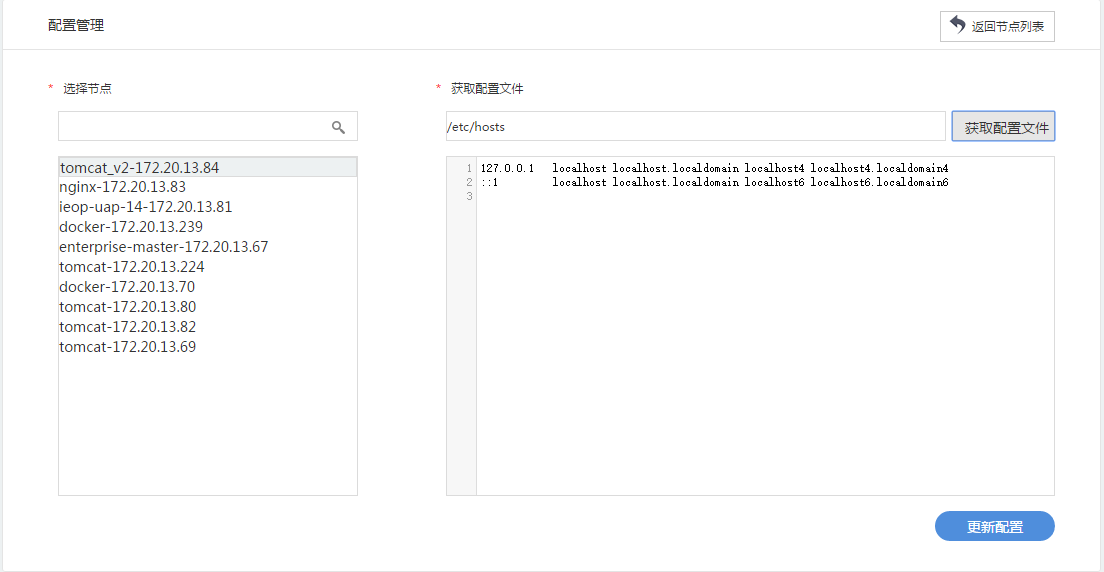 配置管理
返回节点列表
* 选择节点
* 获取配置文件
/etc/hosts
获取配置文件
tomcat_v2-172.20.13.84
nginx-172.20.13.83
ieop-uap-14-172.20.13.81
docker-172.20.13.239
enterprise-master-172.20.13.67
tomcat-172.20.13.224
docker-172.20.13.70
tomcat-172.20.13.80
tomcat-172.20.13.82
tomcat-172.20.13.69
1 127.0.0.1   localhost localhost.localdomain localhost4 localhost4.localdomain4
2 ::1         localhost localhost.localdomain localhost6 localhost6.localdomain6
3
更新配置